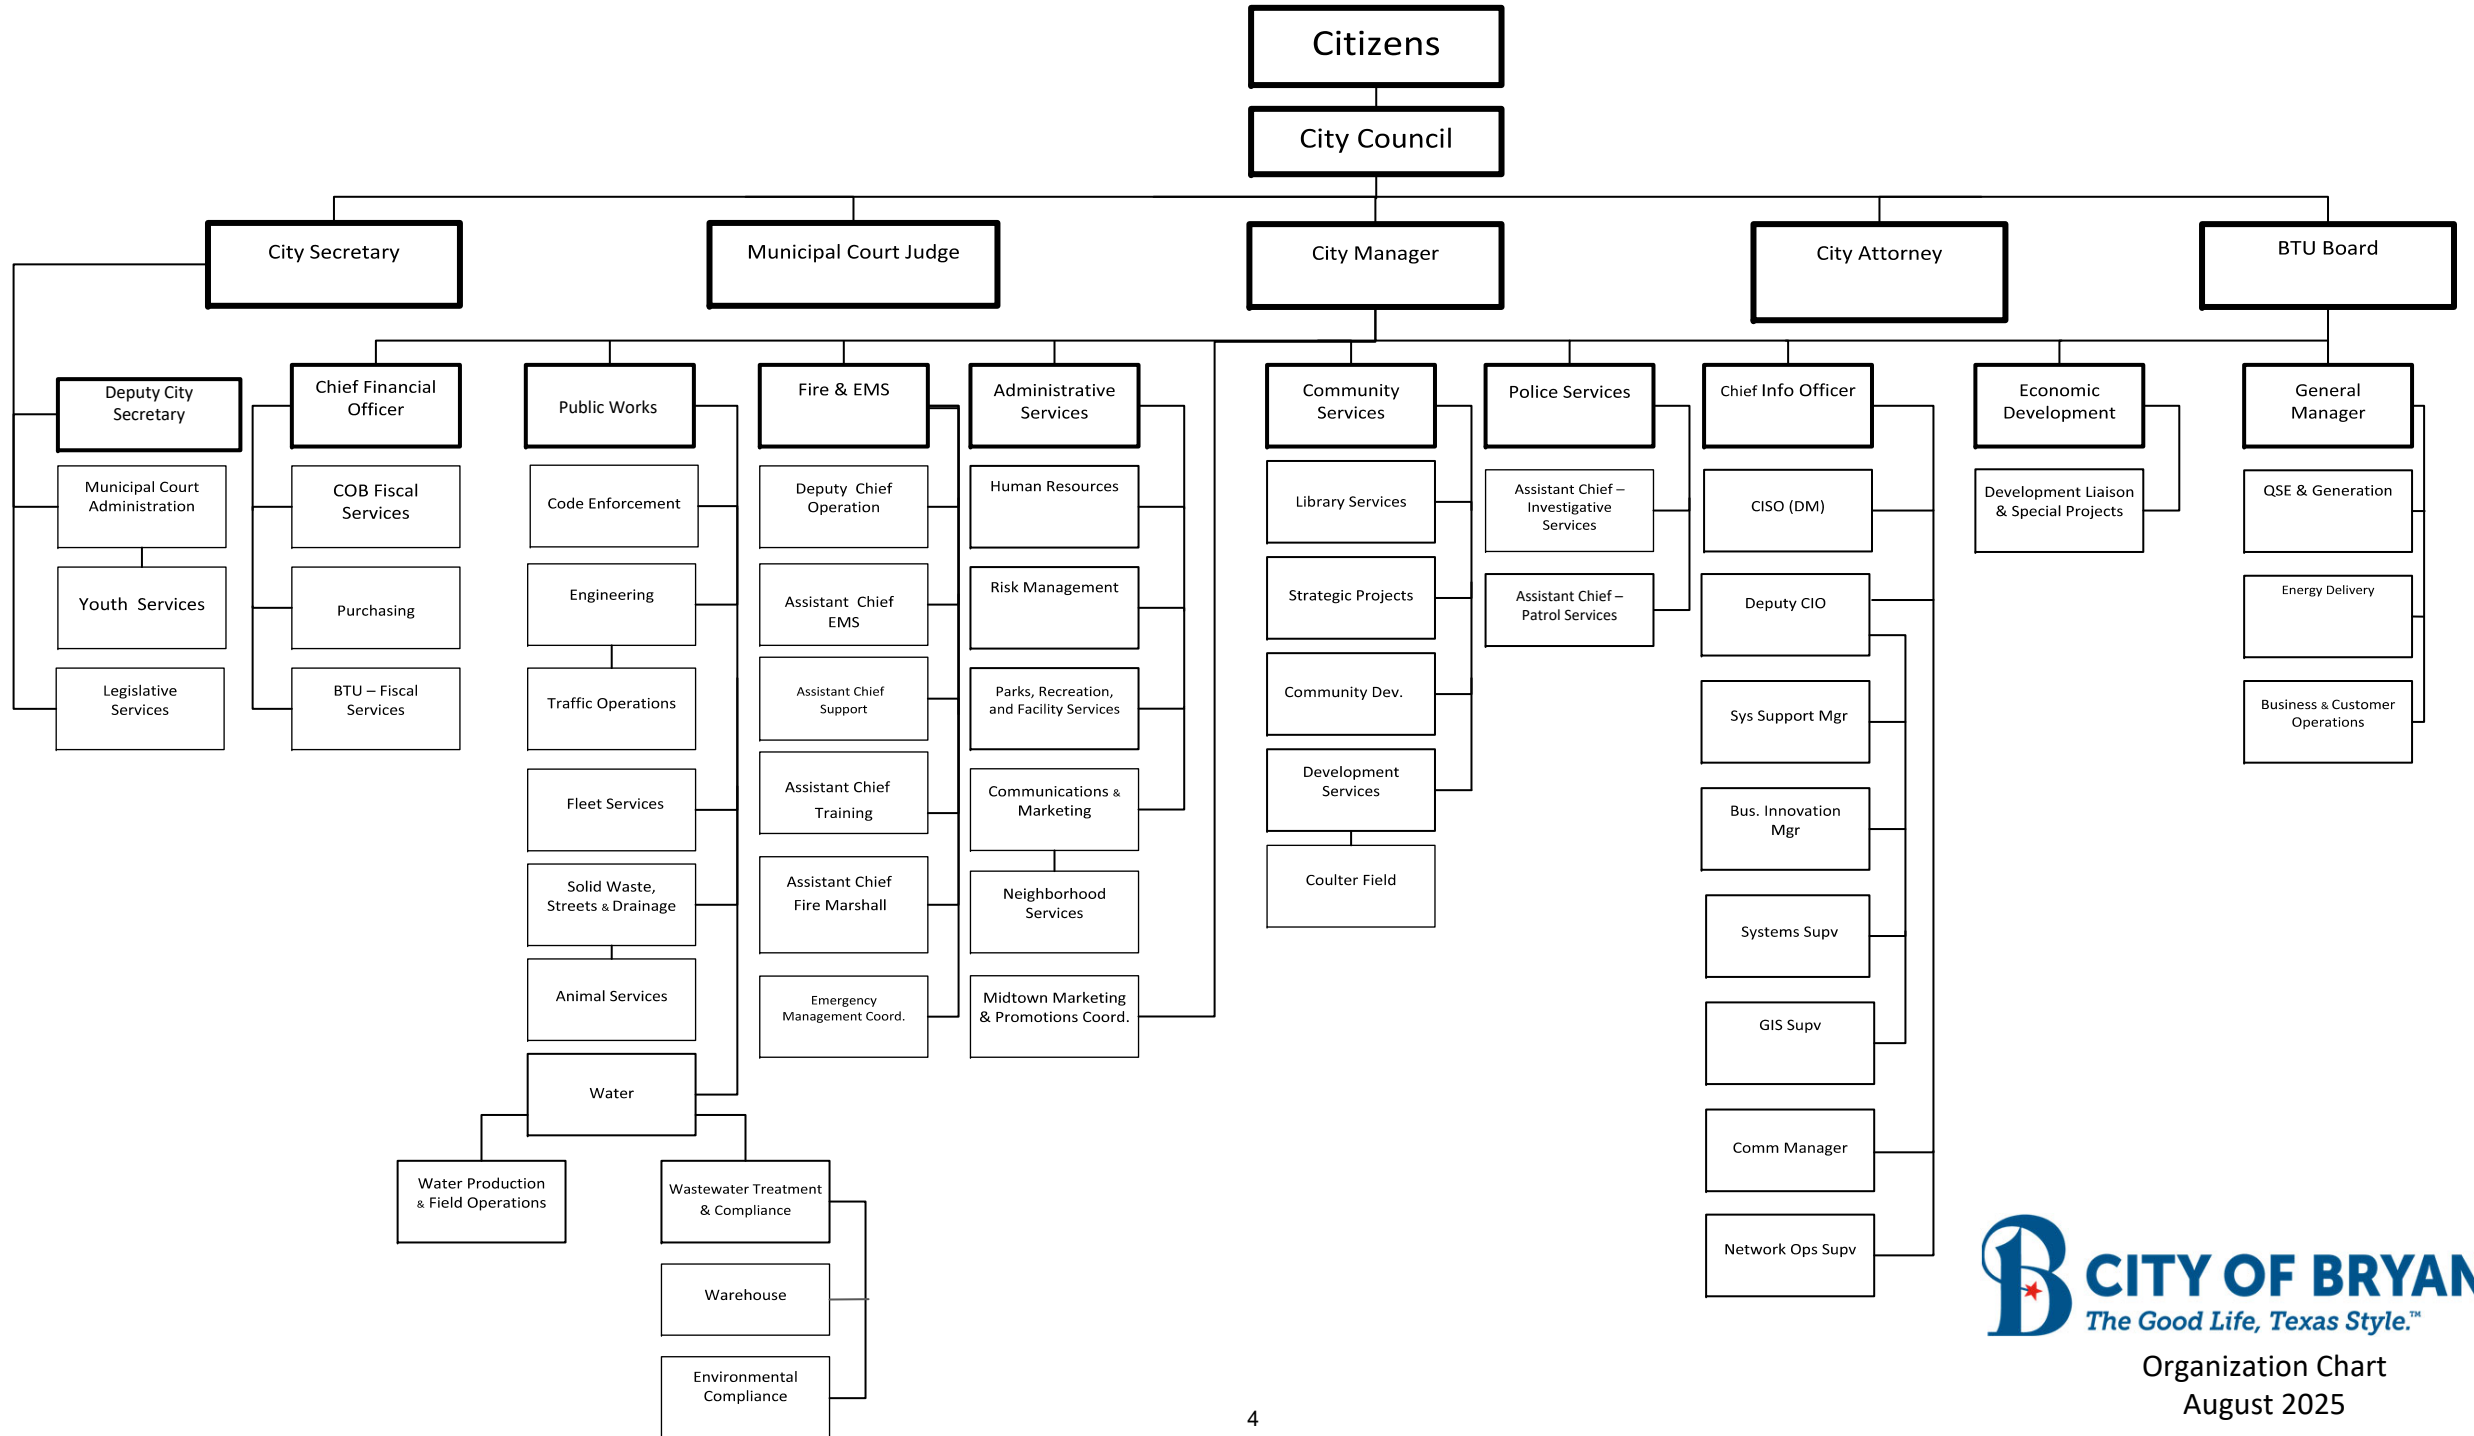 Citizens
City Council
City Secretary
Municipal Court Judge
City Manager
City Attorney
BTU Board
Deputy City
Secretary
Municipal Court
Administration
Youth Services
Legislative
Services
Chief Financial
Officer
COB Fiscal
Services
Purchasing
BTU – Fiscal
Services
Public Works
Code Enforcement
Engineering
Traffic Operations
Fleet Services
Solid Waste,
Streets & Drainage
Animal Services
Water
Water Production
& Field Operations
Wastewater Treatment
& Compliance
Warehouse
Environmental
Compliance
Fire & EMS
Deputy Chief
Operation
Assistant Chief
EMS
Assistant Chief
Support
Assistant Chief
Training
Assistant Chief
Fire Marshall
Emergency
Management Coord.
Administrative
Services
Human Resources
Risk Management
Parks, Recreation,
and Facility Services
Communications &
Marketing
Neighborhood
Services
Midtown Marketing
& Promotions Coord.
Community
Services
Library Services
Strategic Projects
Community Dev.
Development
Services
Coulter Field
Police Services
Assistant Chief –
Investigative
Services
Assistant Chief –
Patrol Services
Chief Info Officer
CISO (DM)
Deputy CIO
Sys Support Mgr
Bus. Innovation
Mgr
Systems Supv
GIS Supv
Comm Manager
Network Ops Supv
Economic
Development
Development Liaison
& Special Projects
General
Manager
QSE & Generation
Energy Delivery
Business & Customer
Operations
B CITY OF BRYAN
The Good Life, Texas Style.™
Organization Chart
August 2025
4